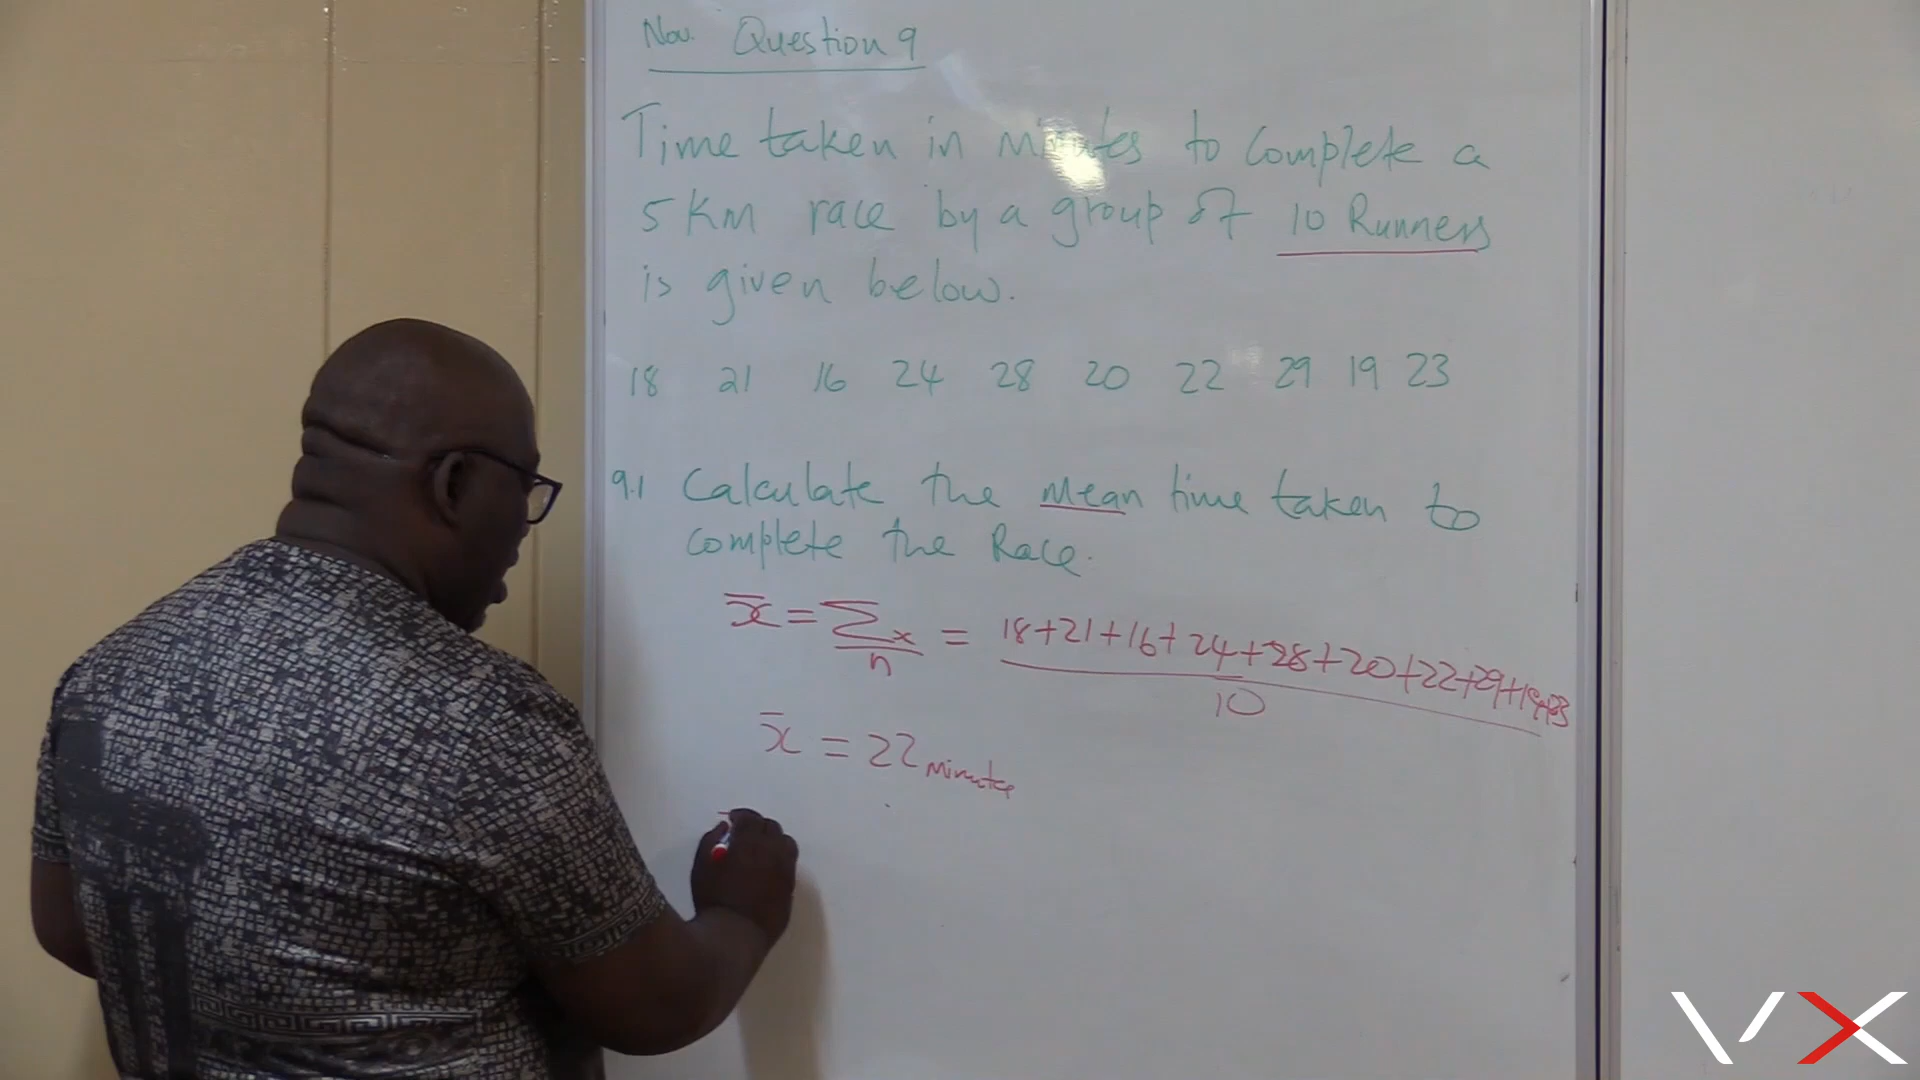 Nov. Question 9
Time taken in minutes to complete a
5 Km race by a group of 10 Runners
is given below.
18 21 16 24 28 20 22 29 19 23
9.1 Calculate the mean time taken to
complete the Race.
x̄ = Σx/n = 18+21+16+24+28+20+22+29+19+23/10
x̄ = 22 minutes
VX